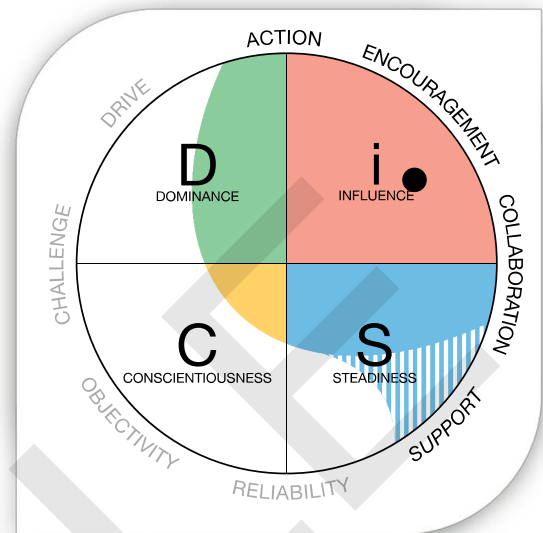 ACTION
ENCOURAGEMENT
DRIVE
D
DOMINANCE
i
INFLUENCE
CHALLENGE
COLLABORATION
C
CONSCIENTIOUSNESS
S
STEADINESS
OBJECTIVITY
SUPPORT
RELIABILITY